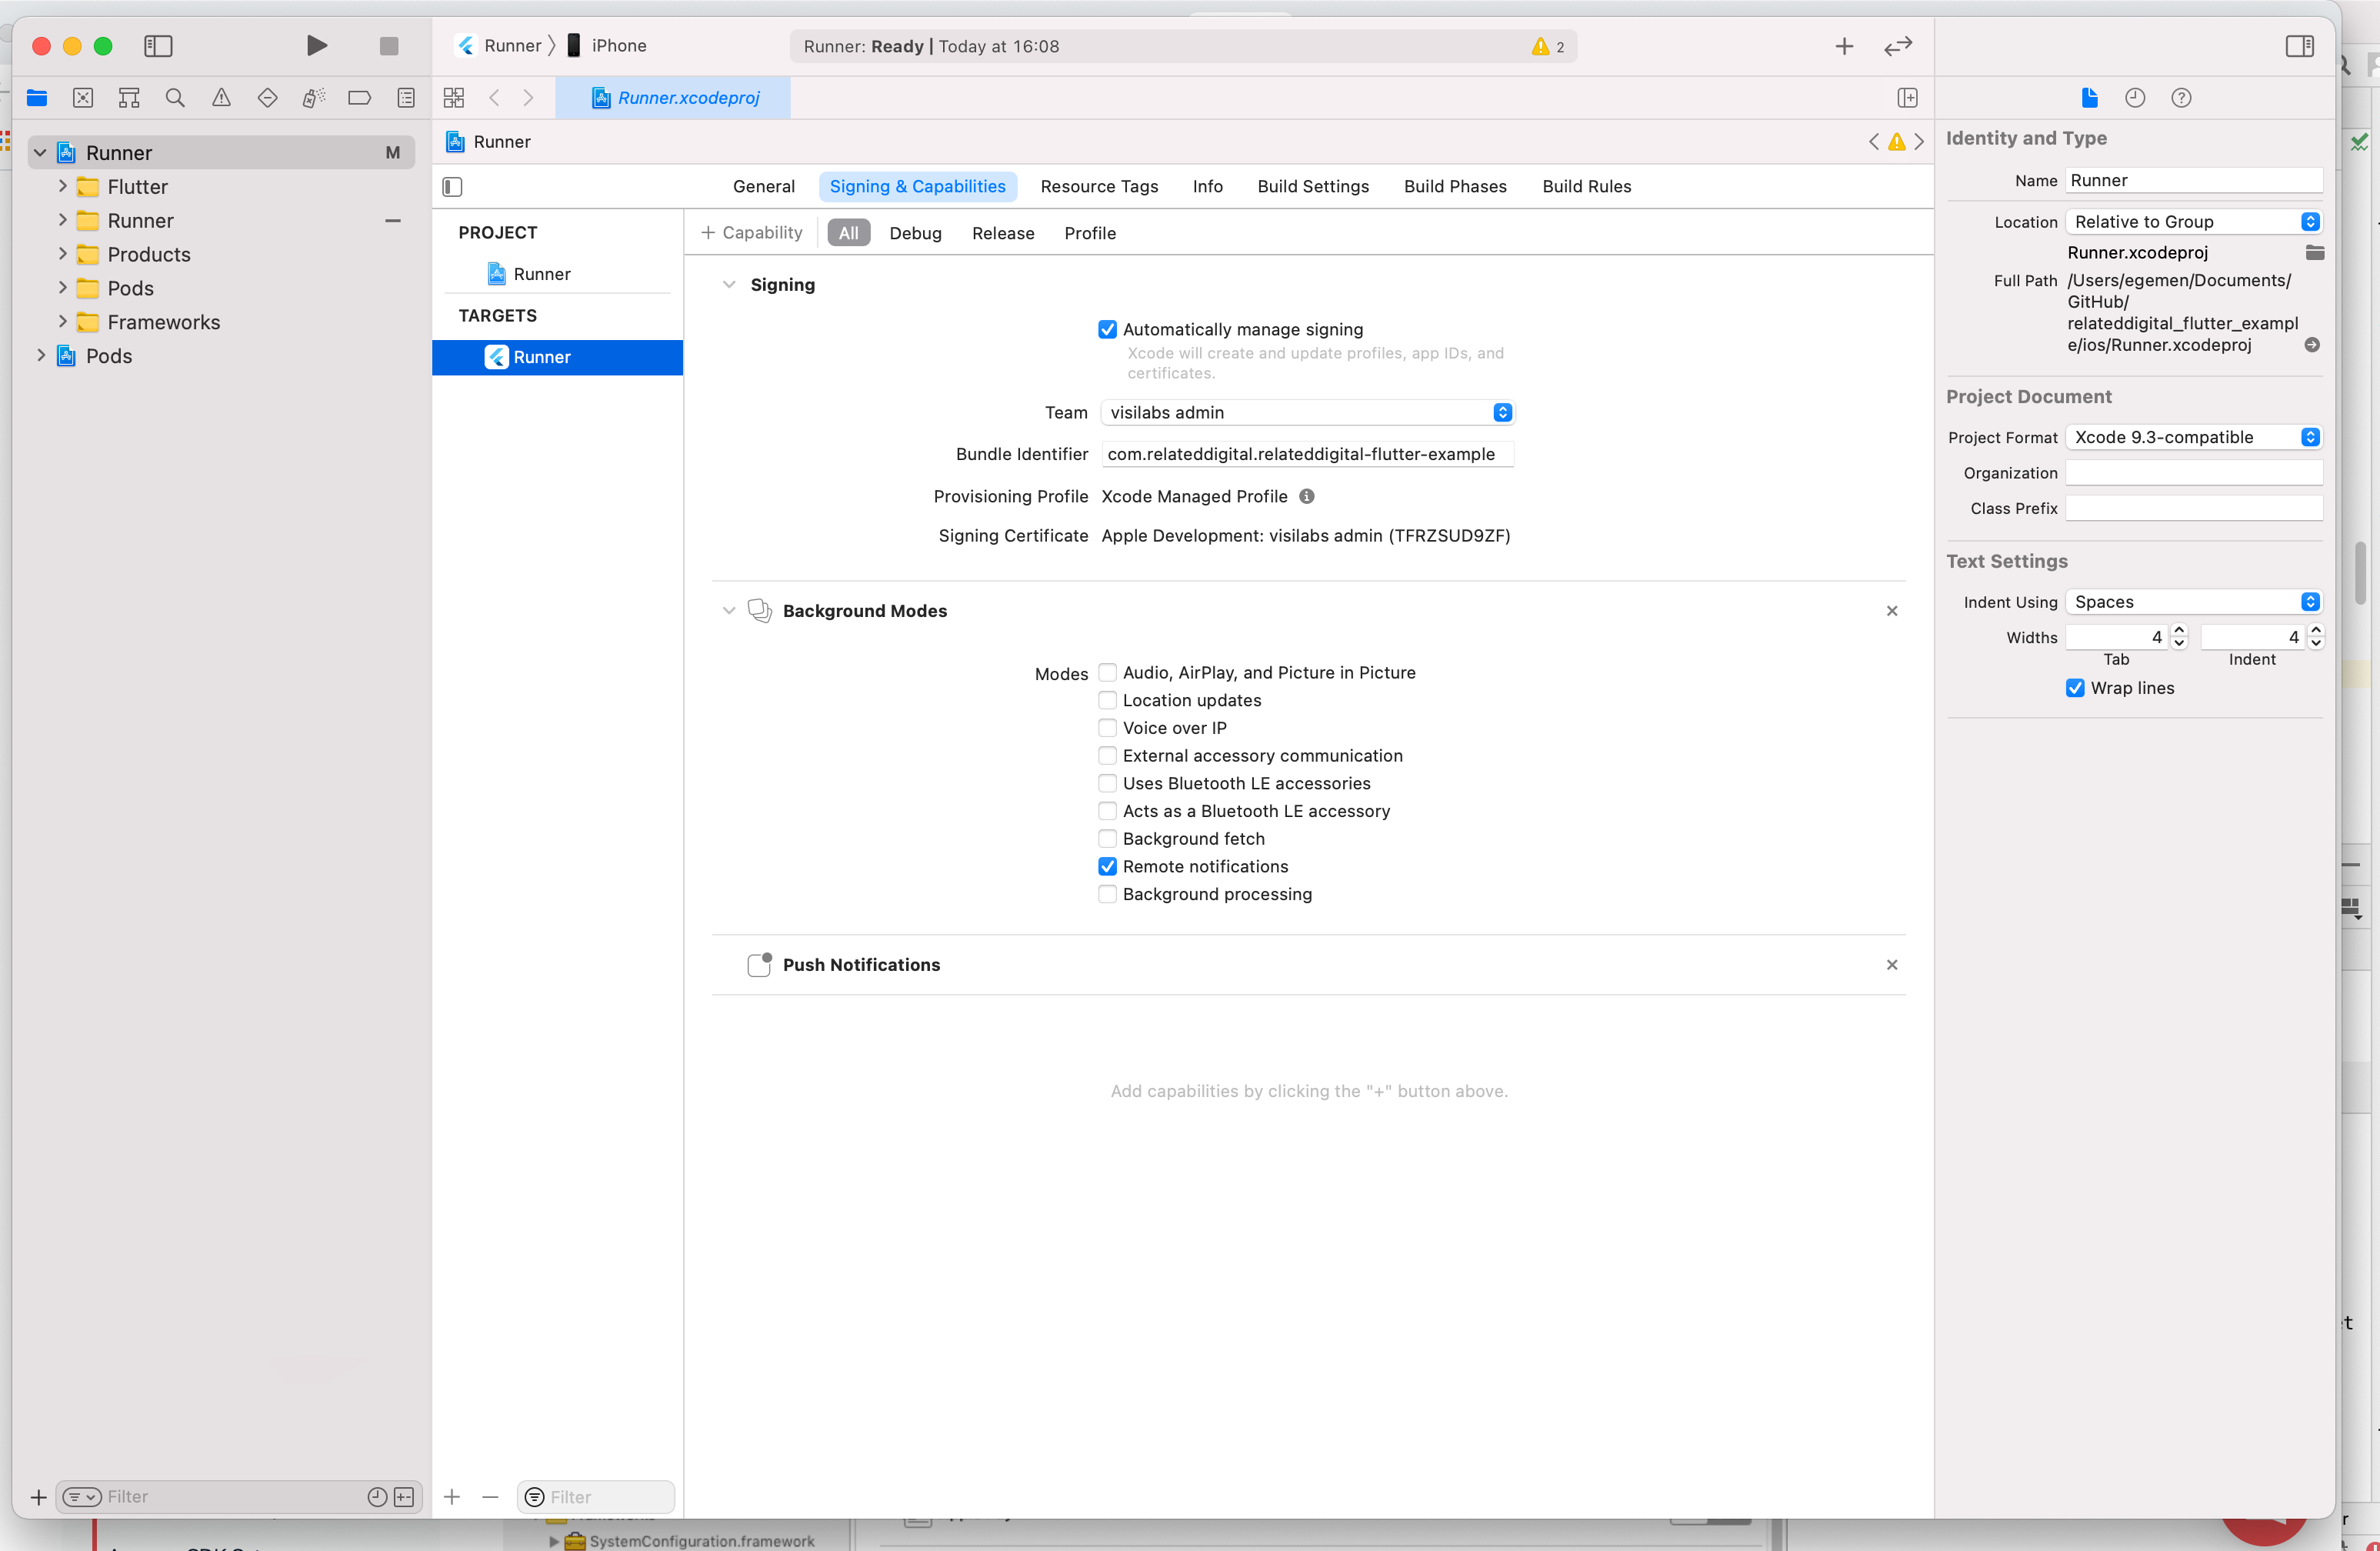 Runner 〉 iPhone
Runner: Ready | Today at 16:08
2
Runner.xcodeproj
Runner M
Flutter
Runner
Products
Pods
Frameworks
Pods
Filter
Runner
General
Signing & Capabilities
Resource Tags
Info
Build Settings
Build Phases
Build Rules
PROJECT
Runner
TARGETS
Runner
Filter
+ Capability
All
Debug
Release
Profile
Signing
Automatically manage signing
Xcode will create and update profiles, app IDs, and
certificates.
Team visilabs admin
Bundle Identifier com.relateddigital.relateddigital-flutter-example
Provisioning Profile Xcode Managed Profile
Signing Certificate Apple Development: visilabs admin (TFRZSUD9ZF)
Background Modes
Modes Audio, AirPlay, and Picture in Picture
Location updates
Voice over IP
External accessory communication
Uses Bluetooth LE accessories
Acts as a Bluetooth LE accessory
Background fetch
Remote notifications
Background processing
Push Notifications
Add capabilities by clicking the "+" button above.
Identity and Type
Name Runner
Location Relative to Group
Runner.xcodeproj
Full Path /Users/egemen/Documents/
GitHub/
relateddigital_flutter_exampl
e/ios/Runner.xcodeproj
Project Document
Project Format Xcode 9.3-compatible
Organization
Class Prefix
Text Settings
Indent Using Spaces
Widths 4 4
Tab Indent
Wrap lines
SystemConfiguration.framework